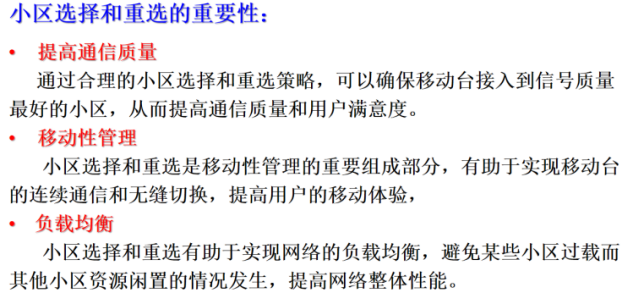 小区选择和重选的重要性：
• 提高通信质量
通过合理的小区选择和重选策略，可以确保移动台接入到信号质量
最好的小区，从而提高通信质量和用户满意度。
• 移动性管理
小区选择和重选是移动性管理的重要组成部分，有助于实现移动台
的连续通信和无缝切换，提高用户的移动体验，
• 负载均衡
小区选择和重选有助于实现网络的负载均衡，避免某些小区过载而
其他小区资源闲置的情况发生，提高网络整体性能。